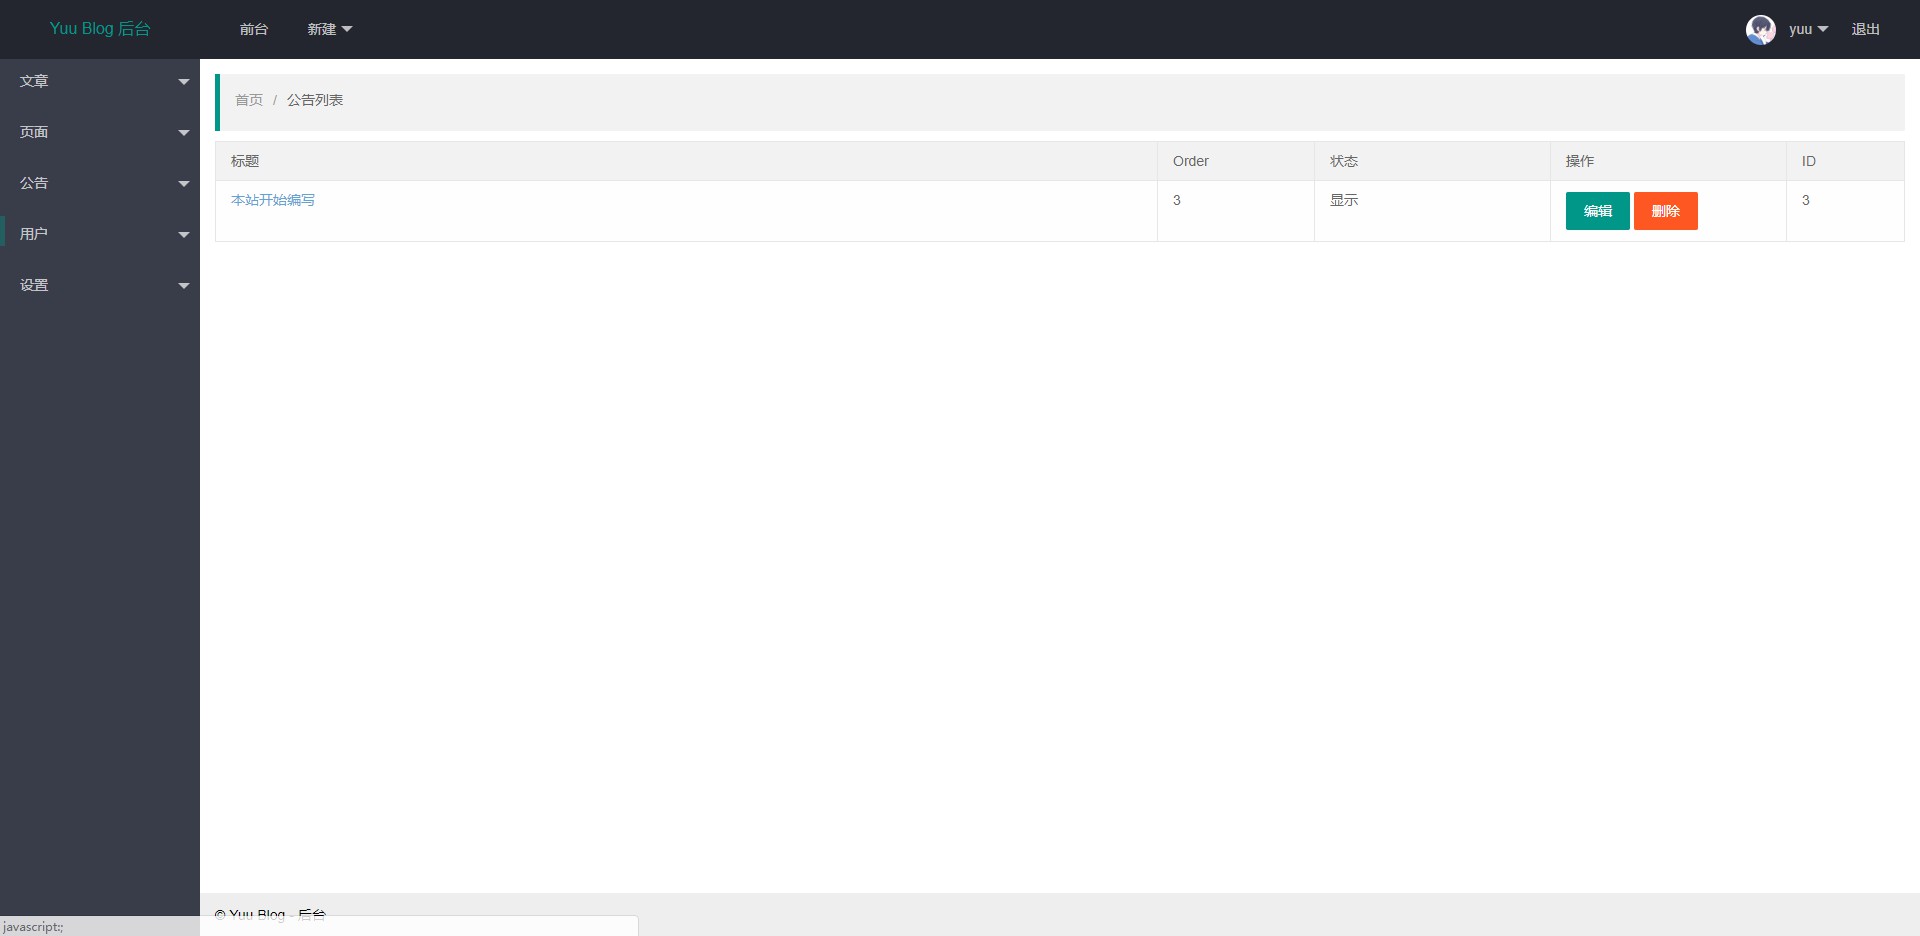 Yuu Blog 后台
前台
新建
yuu
退出
文章
页面
公告
用户
设置
首页 / 公告列表
标题 Order 状态 操作 ID
本站开始编写 3 显示 编辑 删除 3
© Yuu Blog - 后台
javascript:;